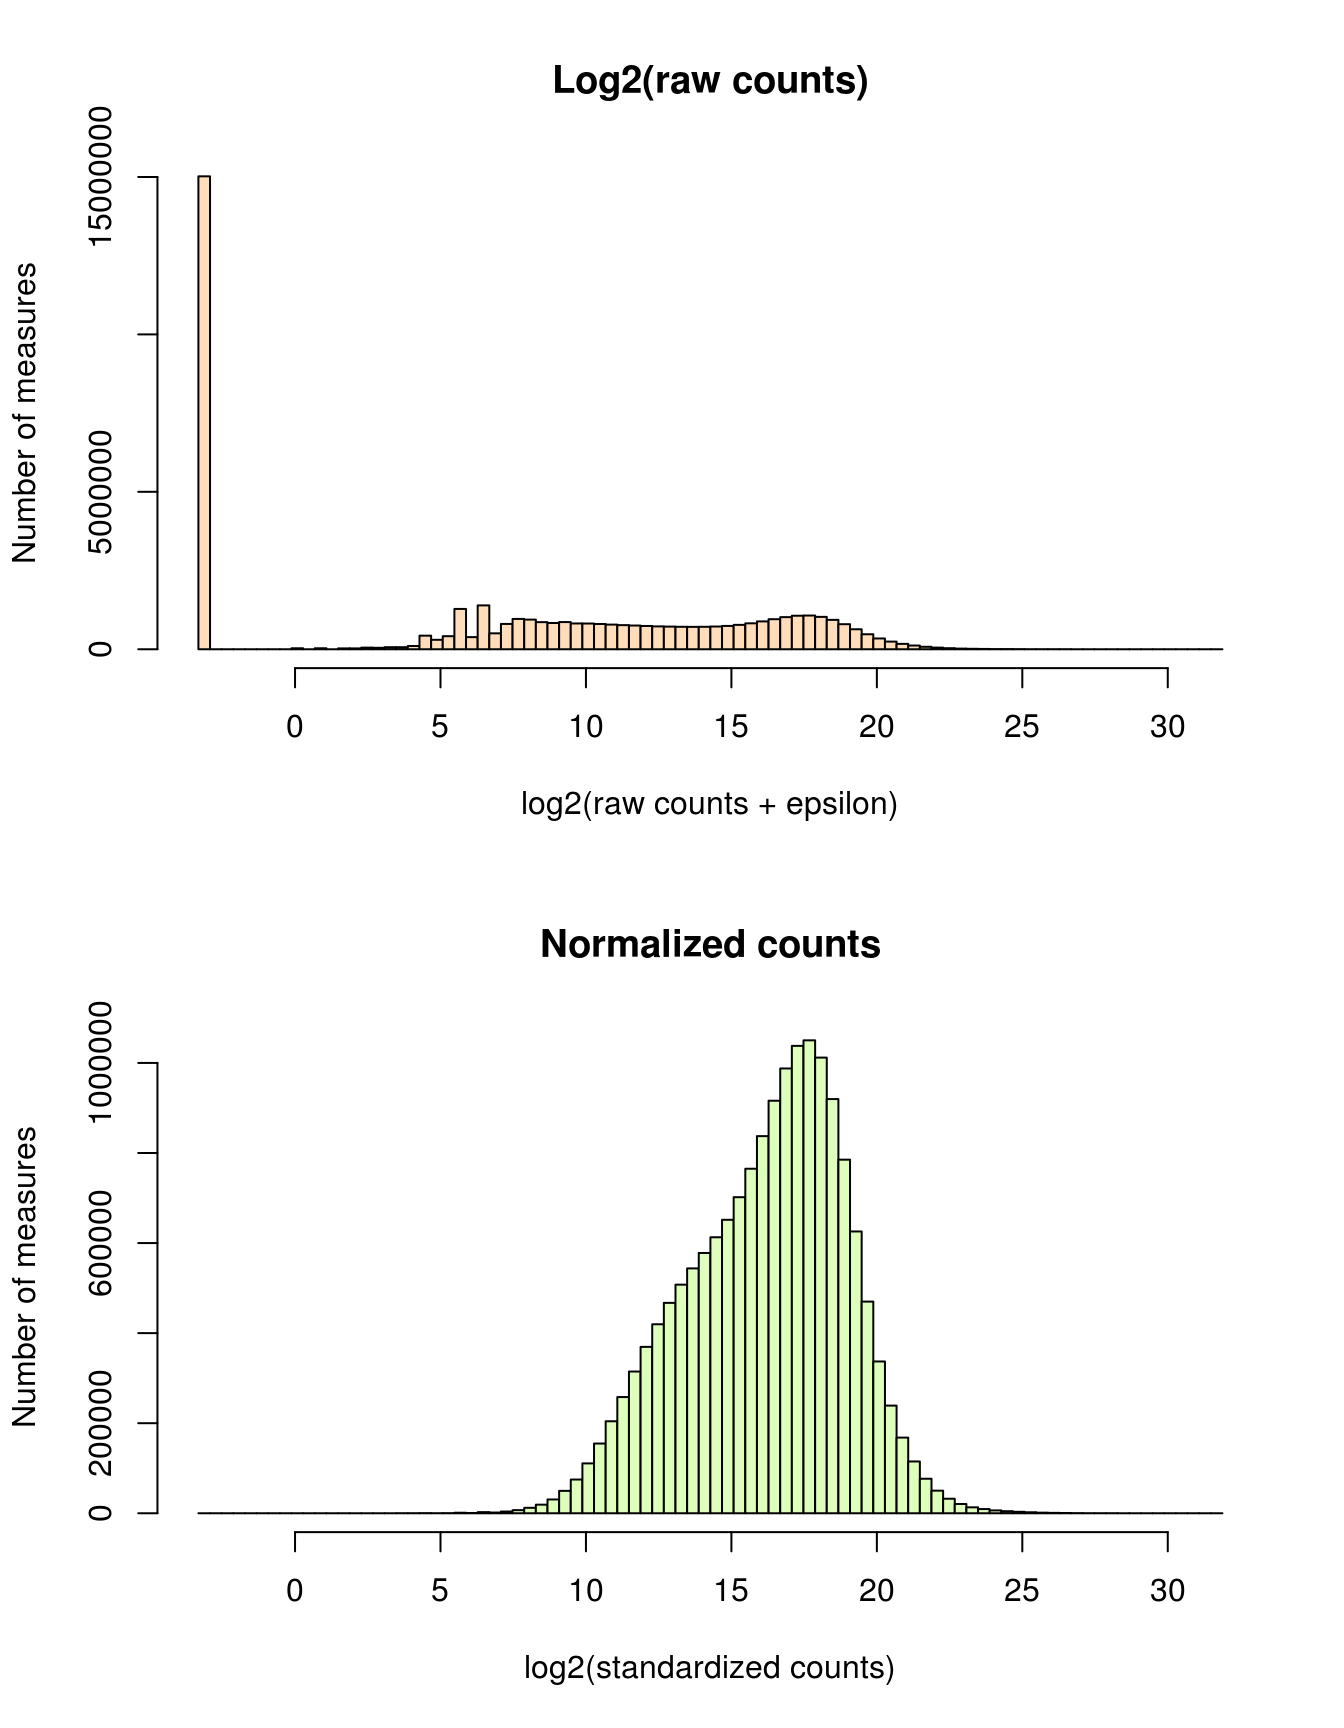 Log2(raw counts)
Number of measures
15000000
5000000
0
0 5 10 15 20 25 30
log2(raw counts + epsilon)
Normalized counts
Number of measures
1000000
600000
200000
0
0 5 10 15 20 25 30
log2(standardized counts)